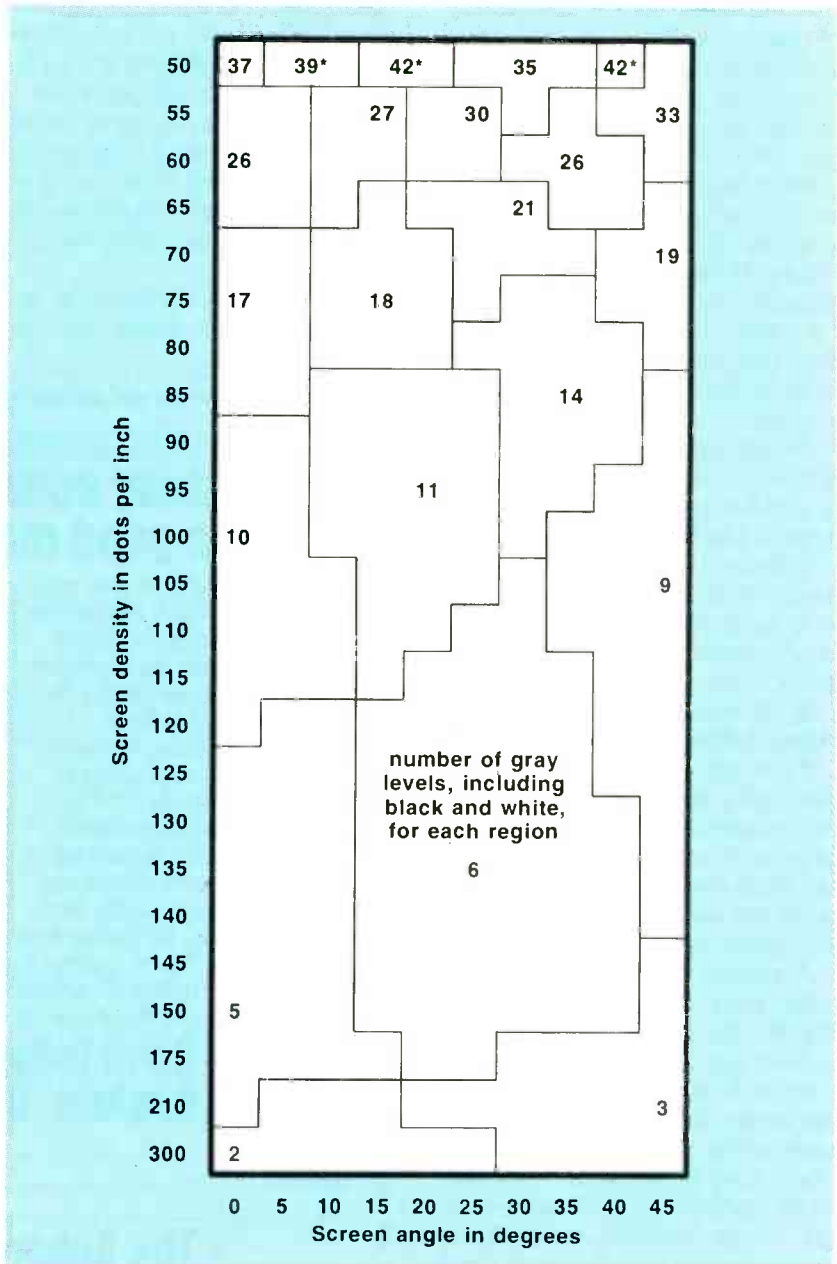 50 37 39* 42* 35 42*
55 27 30 33
60 26 26
65 21
70 19
75 17 18
80
85 14
90
95 11
100 10
105 9
110
115
120
125
130
135 6
140
145
150 5
175
210 3
300 2
number of gray
levels, including
black and white,
for each region
Screen density in dots per inch
0 5 10 15 20 25 30 35 40 45
Screen angle in degrees